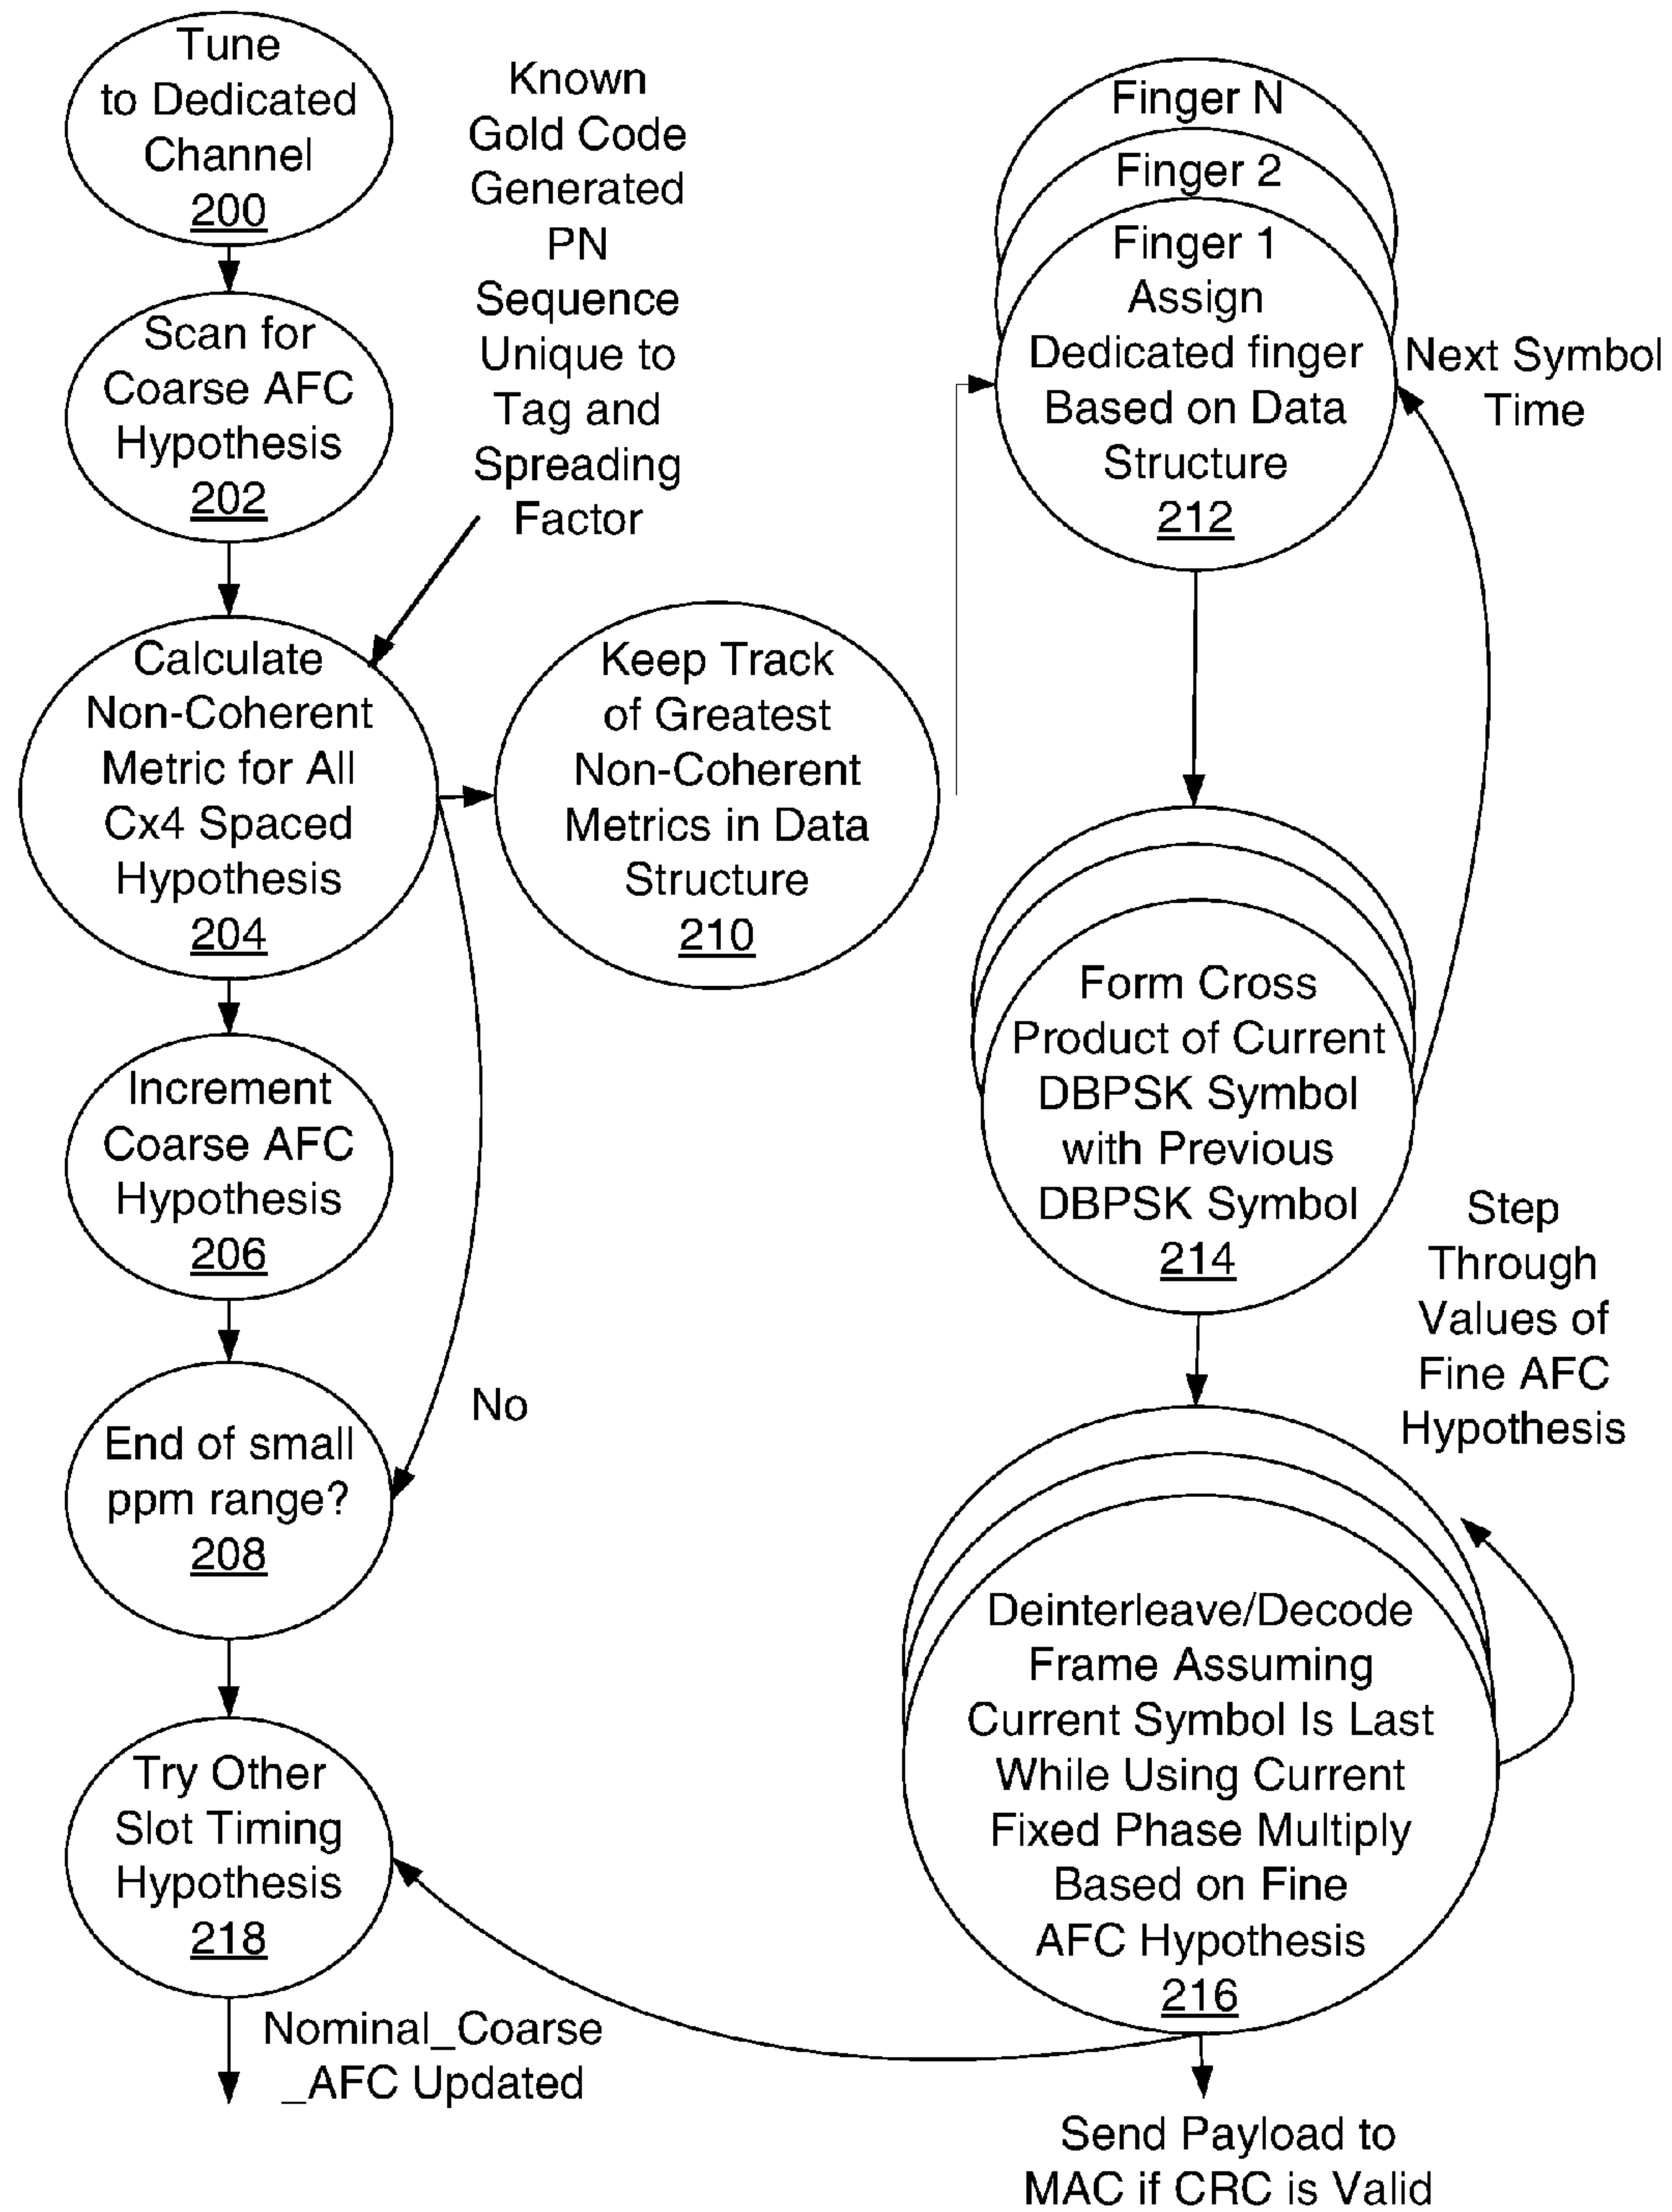 Tune
to Dedicated
Channel
200
Scan for
Coarse AFC
Hypothesis
202
Known
Gold Code
Generated
PN
Sequence
Unique to
Tag and
Spreading
Factor
Calculate
Non-Coherent
Metric for All
Cx4 Spaced
Hypothesis
204
Keep Track
of Greatest
Non-Coherent
Metrics in Data
Structure
210
Increment
Coarse AFC
Hypothesis
206
End of small
ppm range?
208
No
Try Other
Slot Timing
Hypothesis
218
Nominal_Coarse
_AFC Updated
Finger N
Finger 2
Finger 1
Assign
Dedicated finger
Based on Data
Structure
212
Next Symbol
Time
Form Cross
Product of Current
DBPSK Symbol
with Previous
DBPSK Symbol
214
Step
Through
Values of
Fine AFC
Hypothesis
Deinterleave/Decode
Frame Assuming
Current Symbol Is Last
While Using Current
Fixed Phase Multiply
Based on Fine
AFC Hypothesis
216
Send Payload to
MAC if CRC is Valid